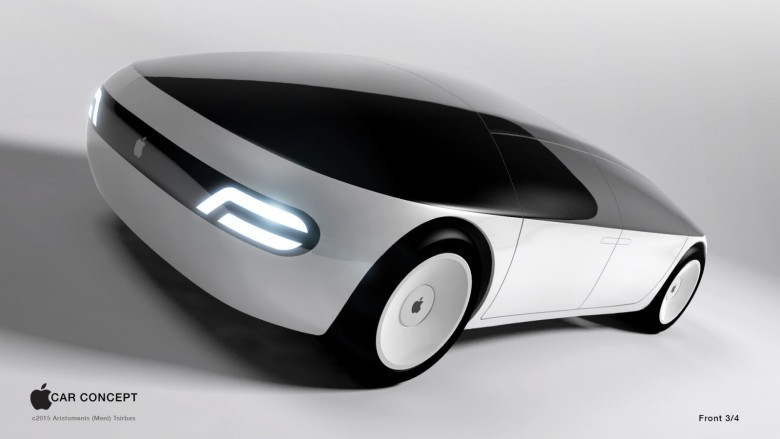 CAR CONCEPT
c2015 Aristomenis (Meni) Tsirbas
Front 3/4